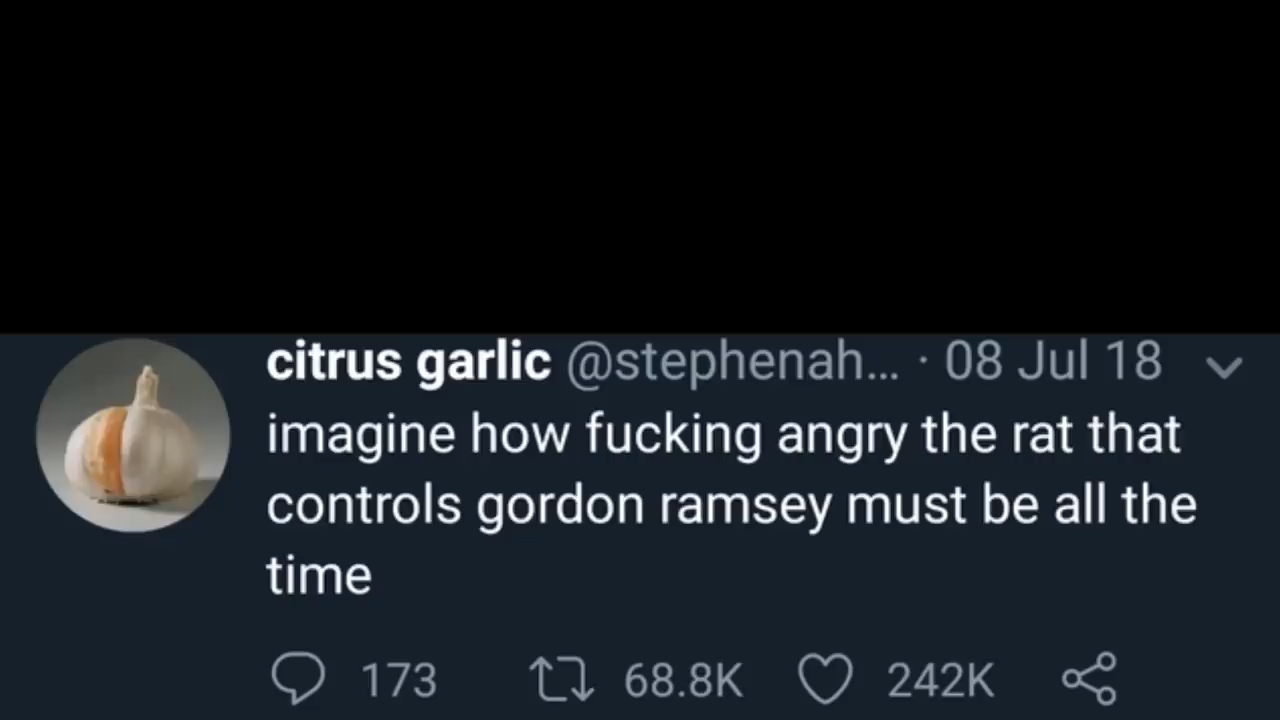 citrus garlic @stephenah... · 08 Jul 18
imagine how fucking angry the rat that
controls gordon ramsey must be all the
time
173 68.8K 242K